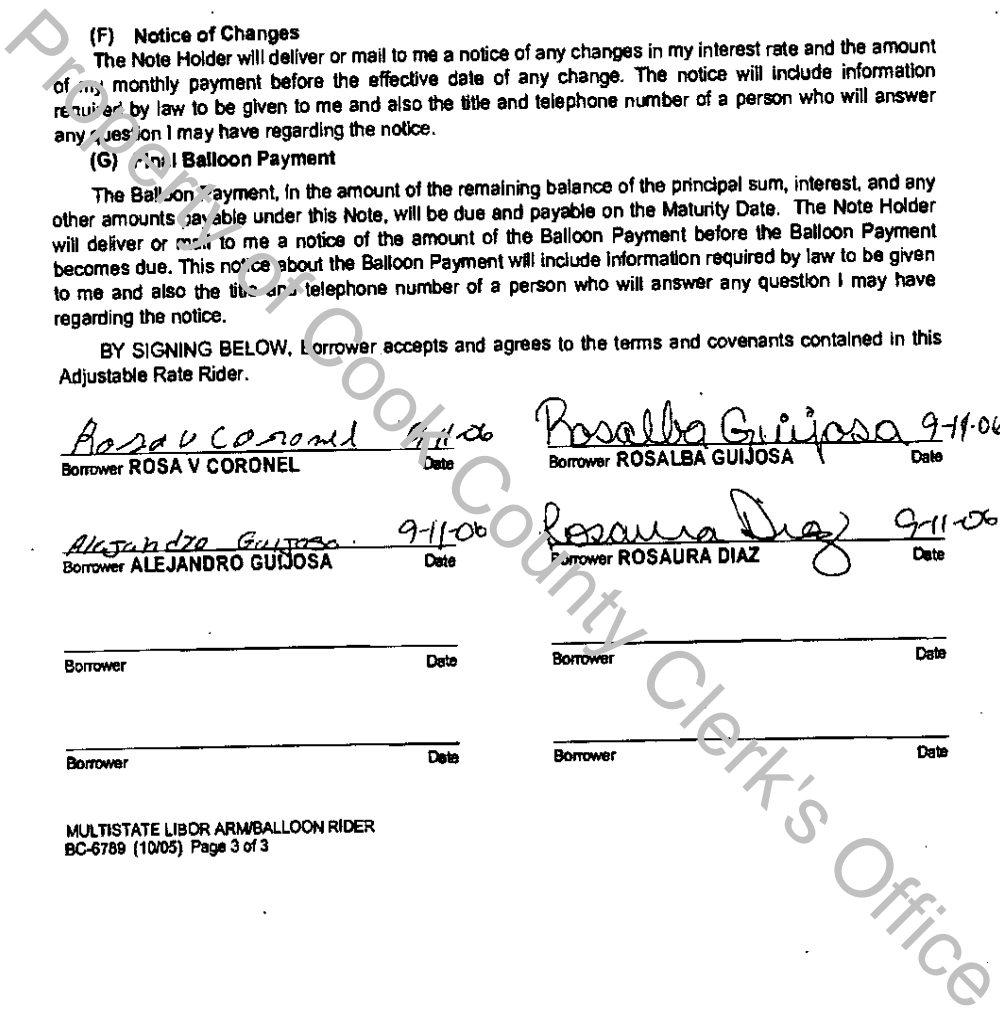 (F) Notice of Changes
The Note Holder will deliver or mail to me a notice of any changes in my interest rate and the amount
of my monthly payment before the effective date of any change. The notice will include information
required by law to be given to me and also the title and telephone number of a person who will answer
any question I may have regarding the notice.
(G) Final Balloon Payment
The Balloon Payment, in the amount of the remaining balance of the principal sum, interest, and any
other amounts payable under this Note, will be due and payable on the Maturity Date. The Note Holder
will deliver or mail to me a notice of the amount of the Balloon Payment before the Balloon Payment
becomes due. This notice about the Balloon Payment will include information required by law to be given
to me and also the title and telephone number of a person who will answer any question I may have
regarding the notice.
BY SIGNING BELOW, Borrower accepts and agrees to the terms and covenants contained in this
Adjustable Rate Rider.
Rosa V Coronel 9-11-06 Rosalba Guijosa 9-11-06
Borrower ROSA V CORONEL Date Borrower ROSALBA GUIJOSA Date
Alejandro Guijosa. 9-11-06 Rosaura Diaz 9-11-06
Borrower ALEJANDRO GUIJOSA Date Borrower ROSAURA DIAZ Date
Borrower Date Borrower Date
Borrower Date Borrower Date
MULTISTATE LIBOR ARM/BALLOON RIDER
BC-6789 (10/05) Page 3 of 3
Property of Cook County Clerk's Office